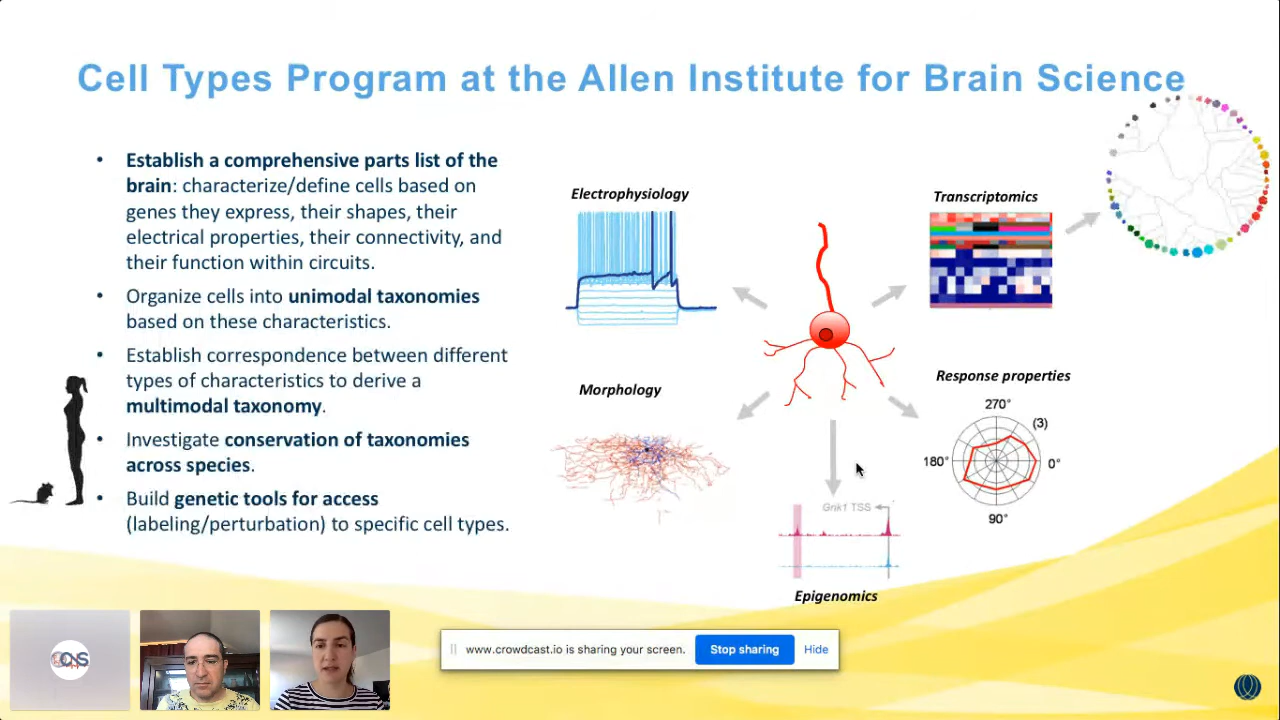 Cell Types Program at the Allen Institute for Brain Science
• Establish a comprehensive parts list of the
brain: characterize/define cells based on
genes they express, their shapes, their
electrical properties, their connectivity, and
their function within circuits.
• Organize cells into unimodal taxonomies
based on these characteristics.
• Establish correspondence between different
types of characteristics to derive a
multimodal taxonomy.
• Investigate conservation of taxonomies
across species.
• Build genetic tools for access
(labeling/perturbation) to specific cell types.
Electrophysiology
Transcriptomics
Morphology
Response properties
270°
(3)
180°
0°
90°
Grik1 TSS
Epigenomics
www.crowdcast.io is sharing your screen.
Stop sharing
Hide